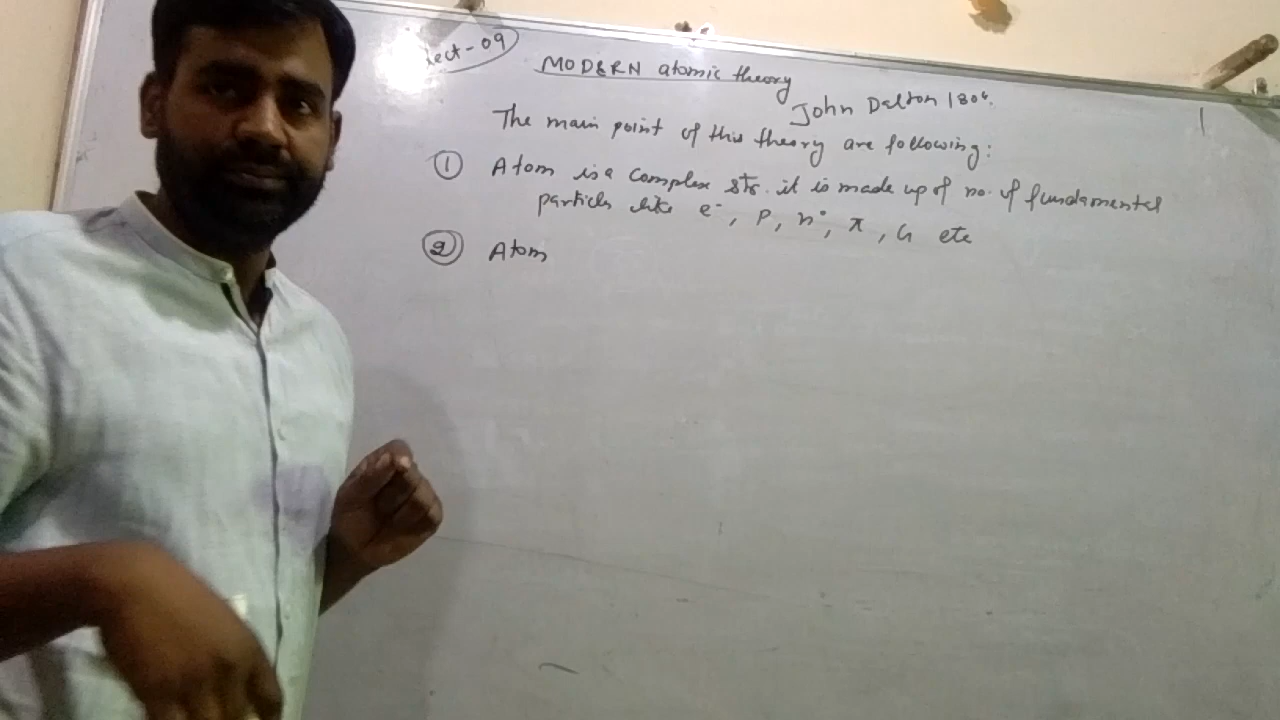 Lect-09
MODERN atomic theory
John Dalton 1804.
The main point of this theory are following:
① Atom is a complex str. it is made up of no. of fundamental
particles like e⁻, P, n°, π, G etc
② Atom